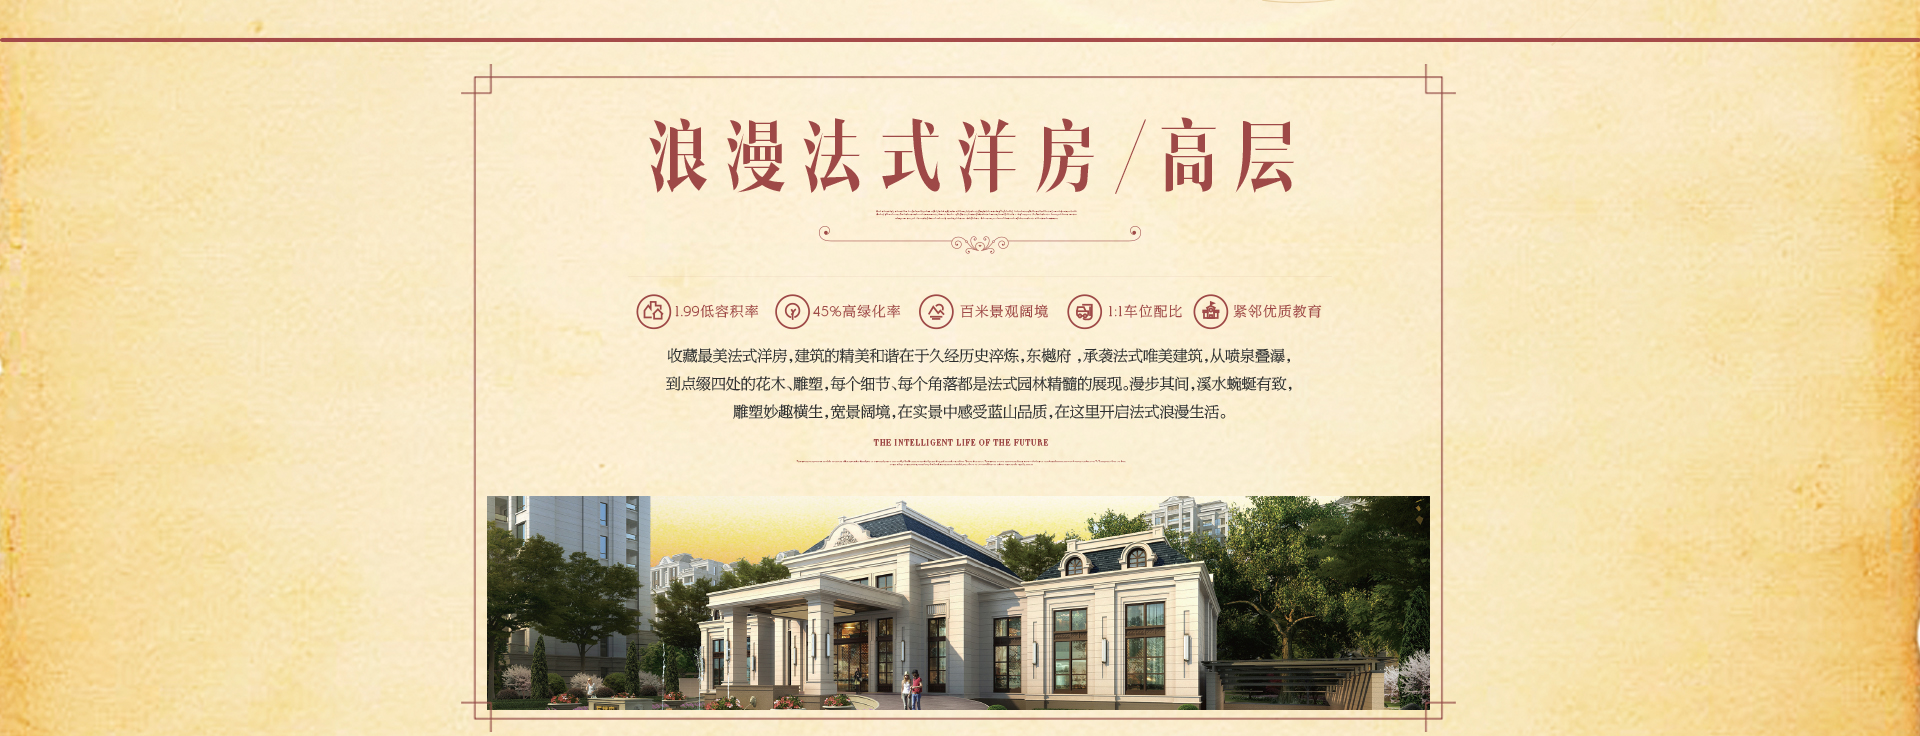 浪漫法式洋房/高层
1.99低容积率 45%高绿化率 百米景观阔境 1:1车位配比 紧邻优质教育
收藏最美法式洋房,建筑的精美和谐在于久经历史淬炼,东樾府 ,承袭法式唯美建筑,从喷泉叠瀑,
到点缀四处的花木、雕塑,每个细节、每个角落都是法式园林精髓的展现。漫步其间,溪水蜿蜒有致,
雕塑妙趣横生,宽景阔境,在实景中感受蓝山品质,在这里开启法式浪漫生活。
THE INTELLIGENT LIFE OF THE FUTURE